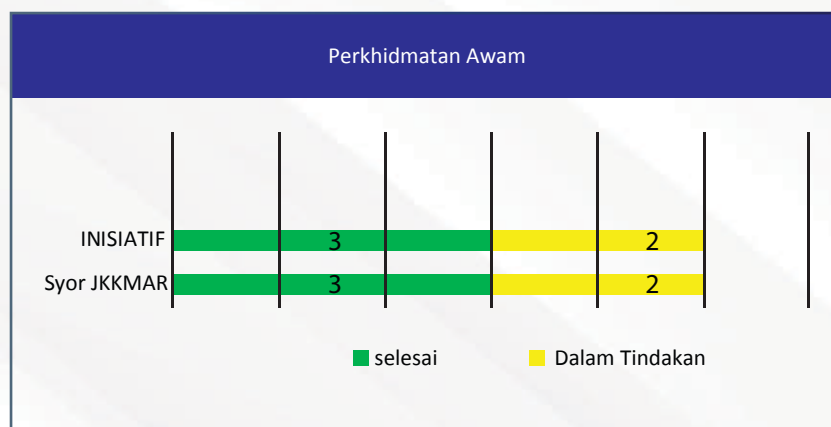 Perkhidmatan Awam
INISIATIF 3 2
Syor JKKMAR 3 2
selesai Dalam Tindakan